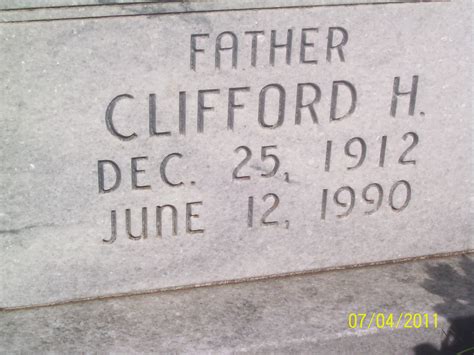 FATHER
CLIFFORD H.
DEC. 25, 1912
JUNE 12, 1990
07/04/2011